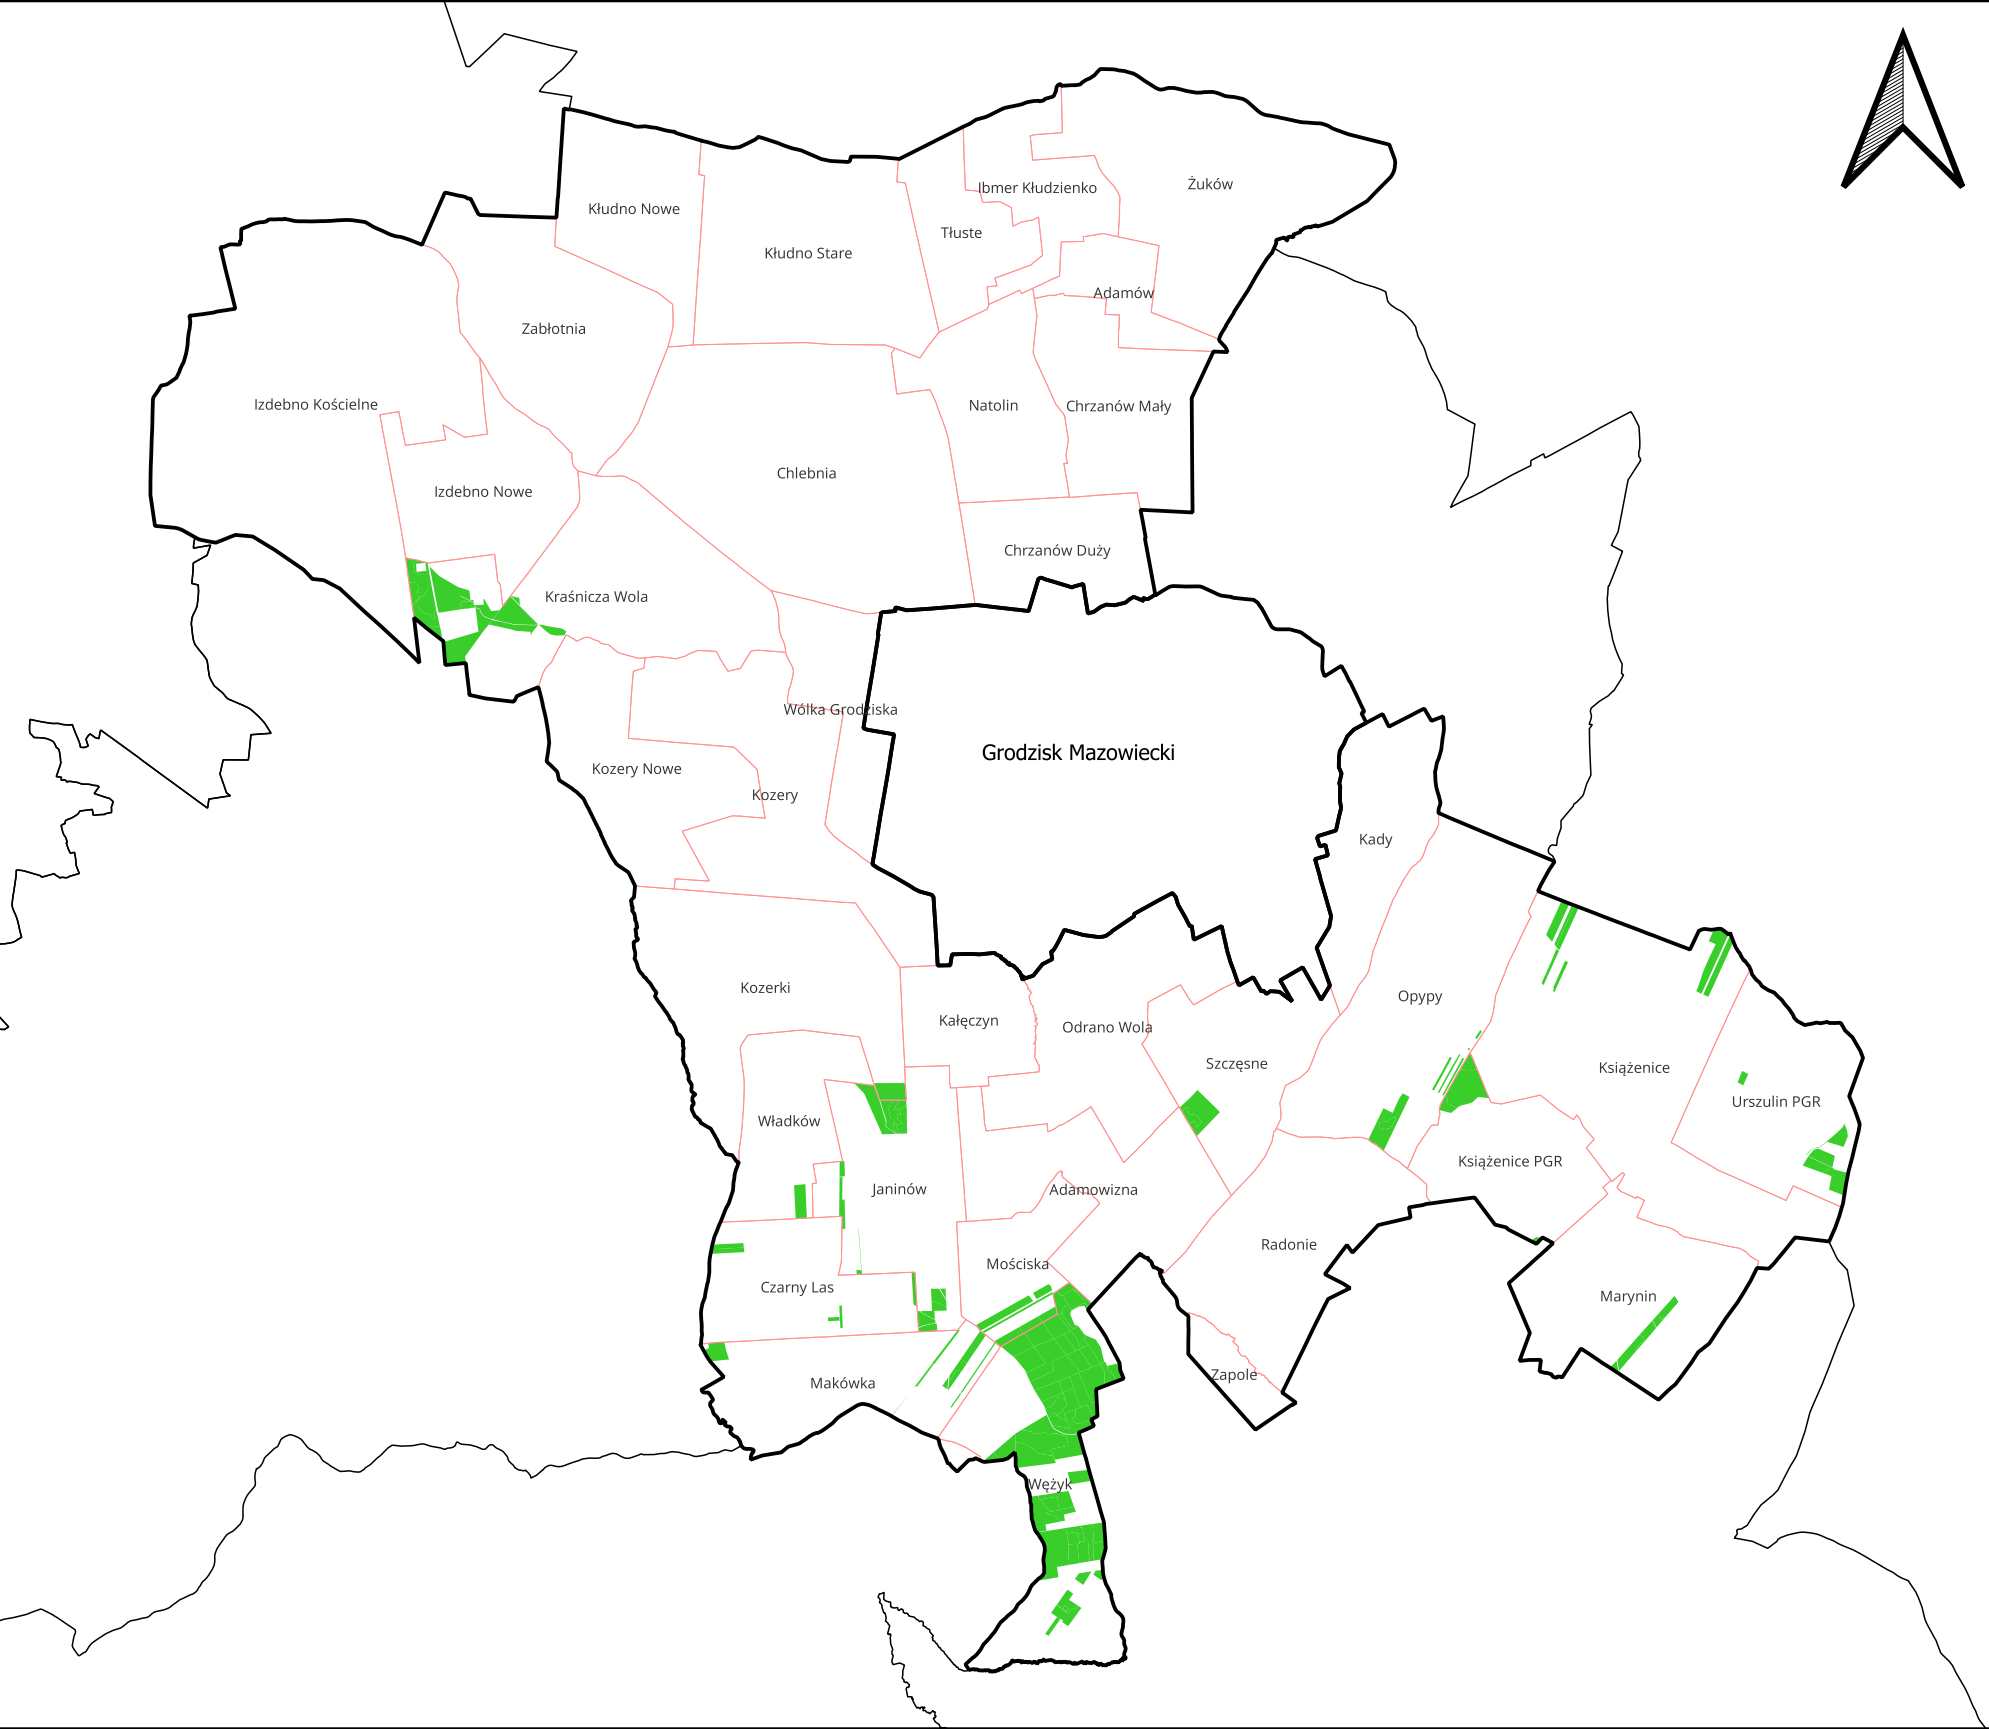 Żuków
Ibmer Kłudzienko
Kłudno Nowe
Tłuste
Kłudno Stare
Adamów
Zabłotnia
Izdebno Kościelne
Natolin
Chrzanów Mały
Chlebnia
Izdebno Nowe
Chrzanów Duży
Kraśnicza Wola
Wólka Grodziska
Grodzisk Mazowiecki
Kozery Nowe
Kozery
Kady
Kozerki
Opypy
Kałęczyn
Odrano Wola
Szczęsne
Książenice
Urszulin PGR
Władków
Książenice PGR
Janinów
Adamowizna
Radonie
Mościska
Czarny Las
Marynin
Zapole
Makówka
Wężyk